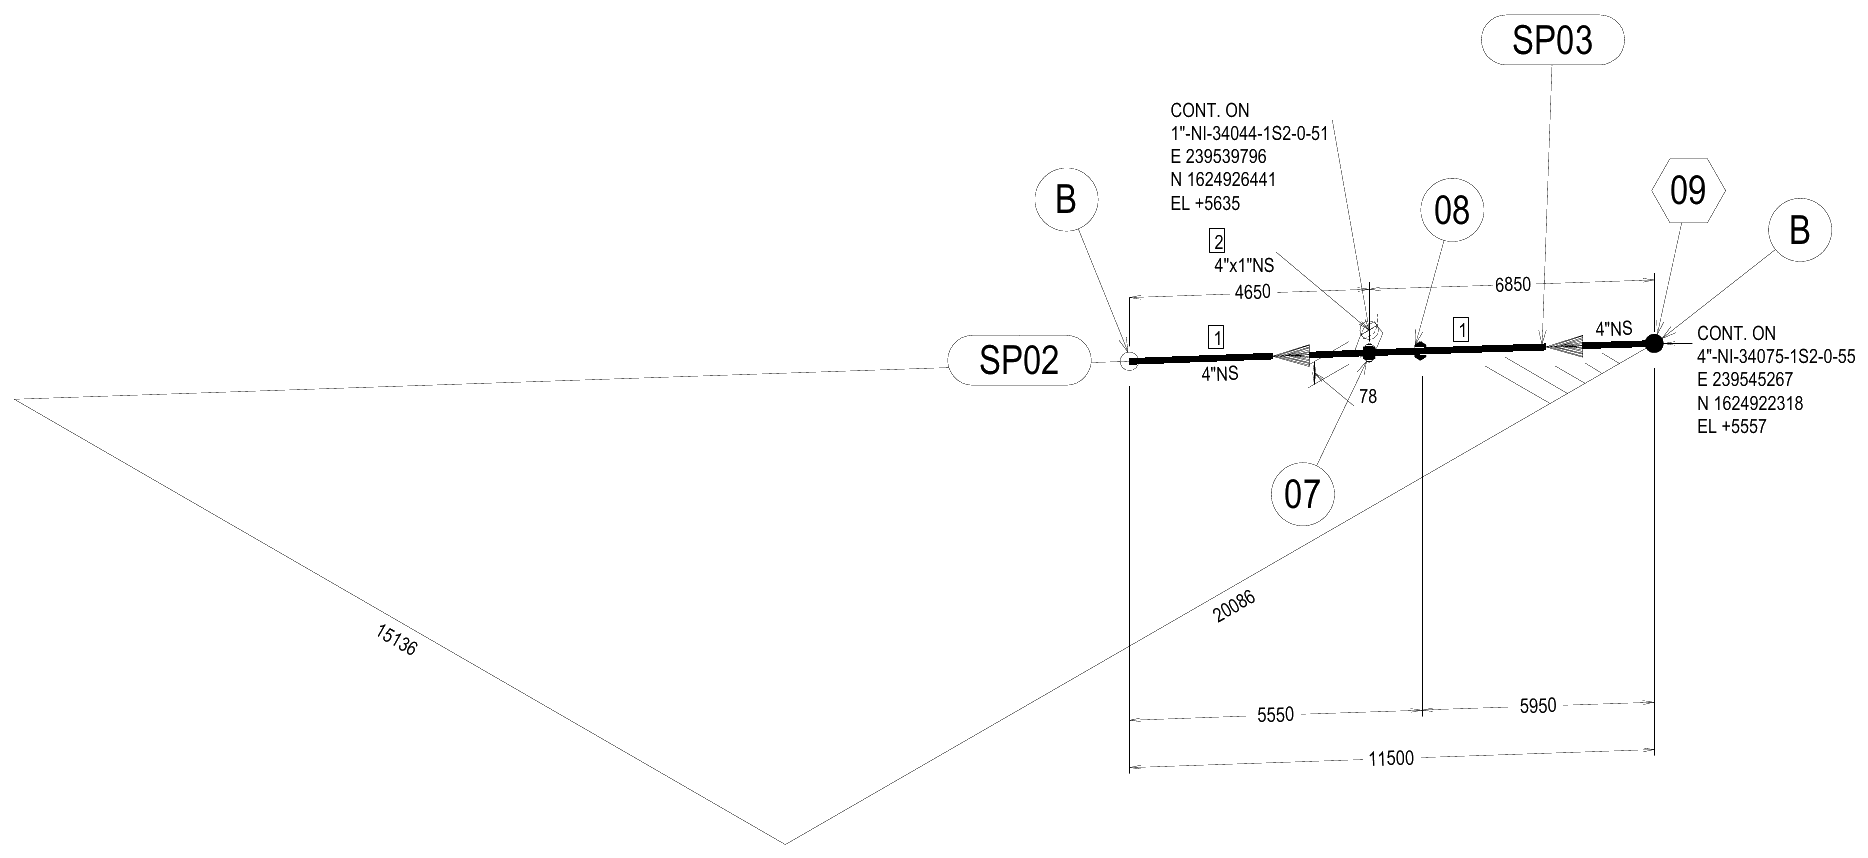 SP03
CONT. ON
1"-NI-34044-1S2-0-51
E 239539796
N 1624926441
EL +5635
B
08
09
B
2
4"x1"NS
4650
6850
1
1
4"NS
SP02
4"NS
CONT. ON
4"-NI-34075-1S2-0-55
E 239545267
N 1624922318
EL +5557
78
07
20086
15136
5550
5950
11500